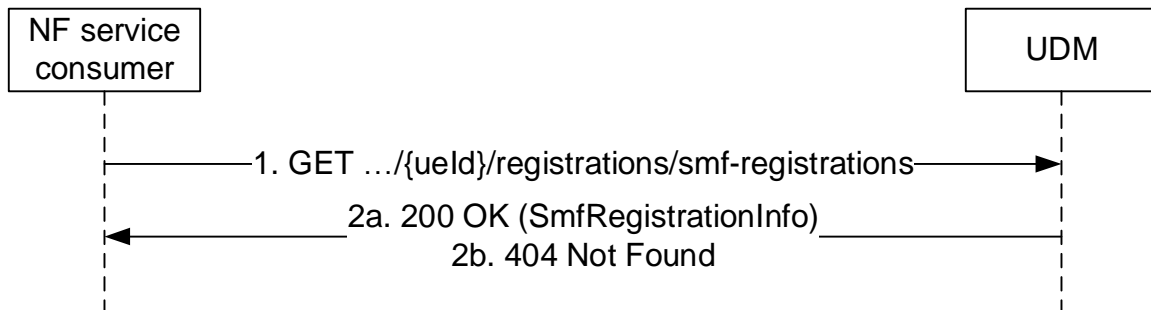 NF service
consumer
UDM
1. GET …/{ueId}/registrations/smf-registrations
2a. 200 OK (SmfRegistrationInfo)
2b. 404 Not Found